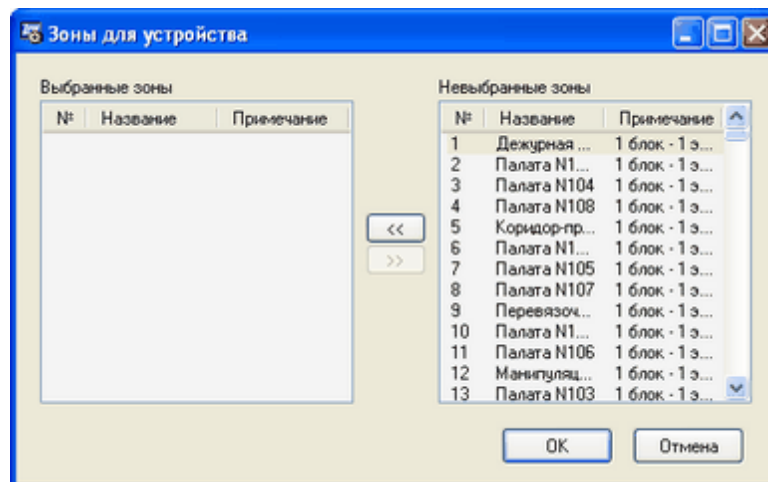 Зоны для устройства
Выбранные зоны
Невыбранные зоны
№ Название Примечание
№ Название Примечание
1 Дежурная ... 1 блок - 1 э...
2 Палата N1... 1 блок - 1 э...
3 Палата N104 1 блок - 1 э...
4 Палата N108 1 блок - 1 э...
5 Коридор-пр... 1 блок - 1 э...
<<
6 Палата N1... 1 блок - 1 э...
>>
7 Палата N105 1 блок - 1 э...
8 Палата N107 1 блок - 1 э...
9 Перевязоч... 1 блок - 1 э...
10 Палата N1... 1 блок - 1 э...
11 Палата N106 1 блок - 1 э...
12 Манипуляц... 1 блок - 1 э...
13 Палата N103 1 блок - 1 э...
OK
Отмена